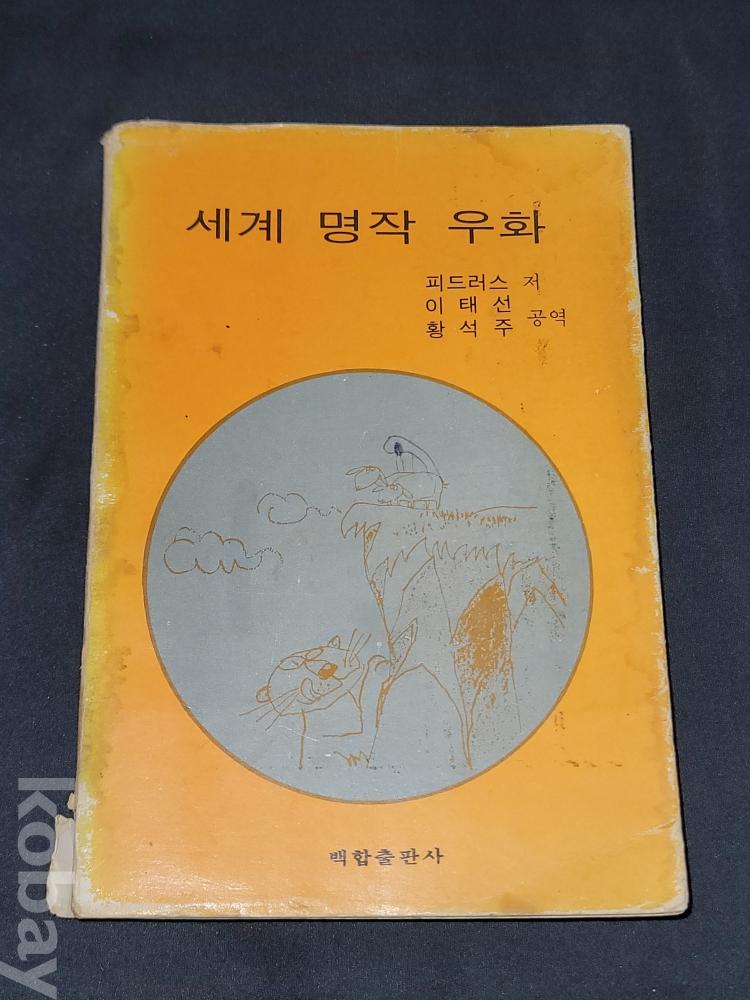 세계 명작 우화
피드러스 저
이태선
황석주 공역
백합출판사
kobay